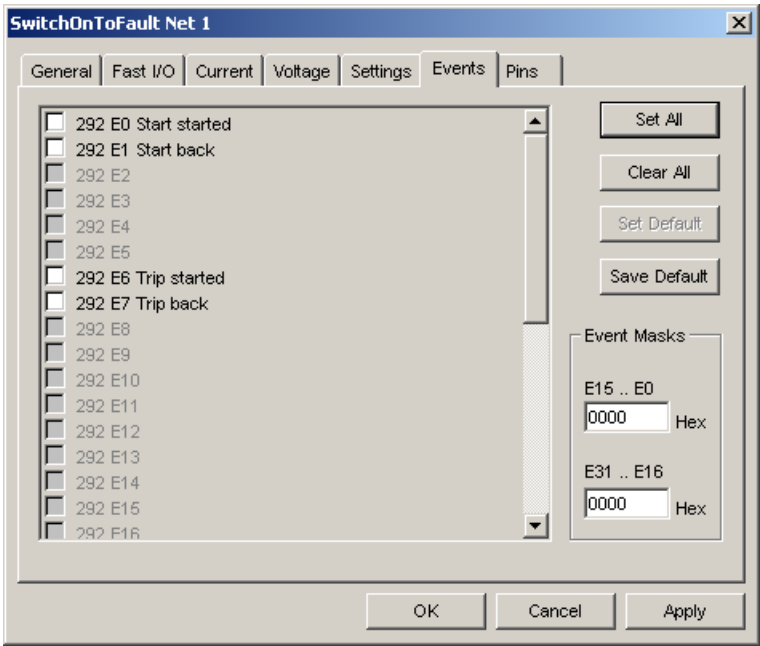 SwitchOnToFault Net 1
General Fast I/O Current Voltage Settings Events Pins
292 E0 Start started
292 E1 Start back
292 E2
292 E3
292 E4
292 E5
292 E6 Trip started
292 E7 Trip back
292 E8
292 E9
292 E10
292 E11
292 E12
292 E13
292 E14
292 E15
292 E16
Set All
Clear All
Set Default
Save Default
Event Masks
E15 .. E0
0000 Hex
E31 .. E16
0000 Hex
OK Cancel Apply